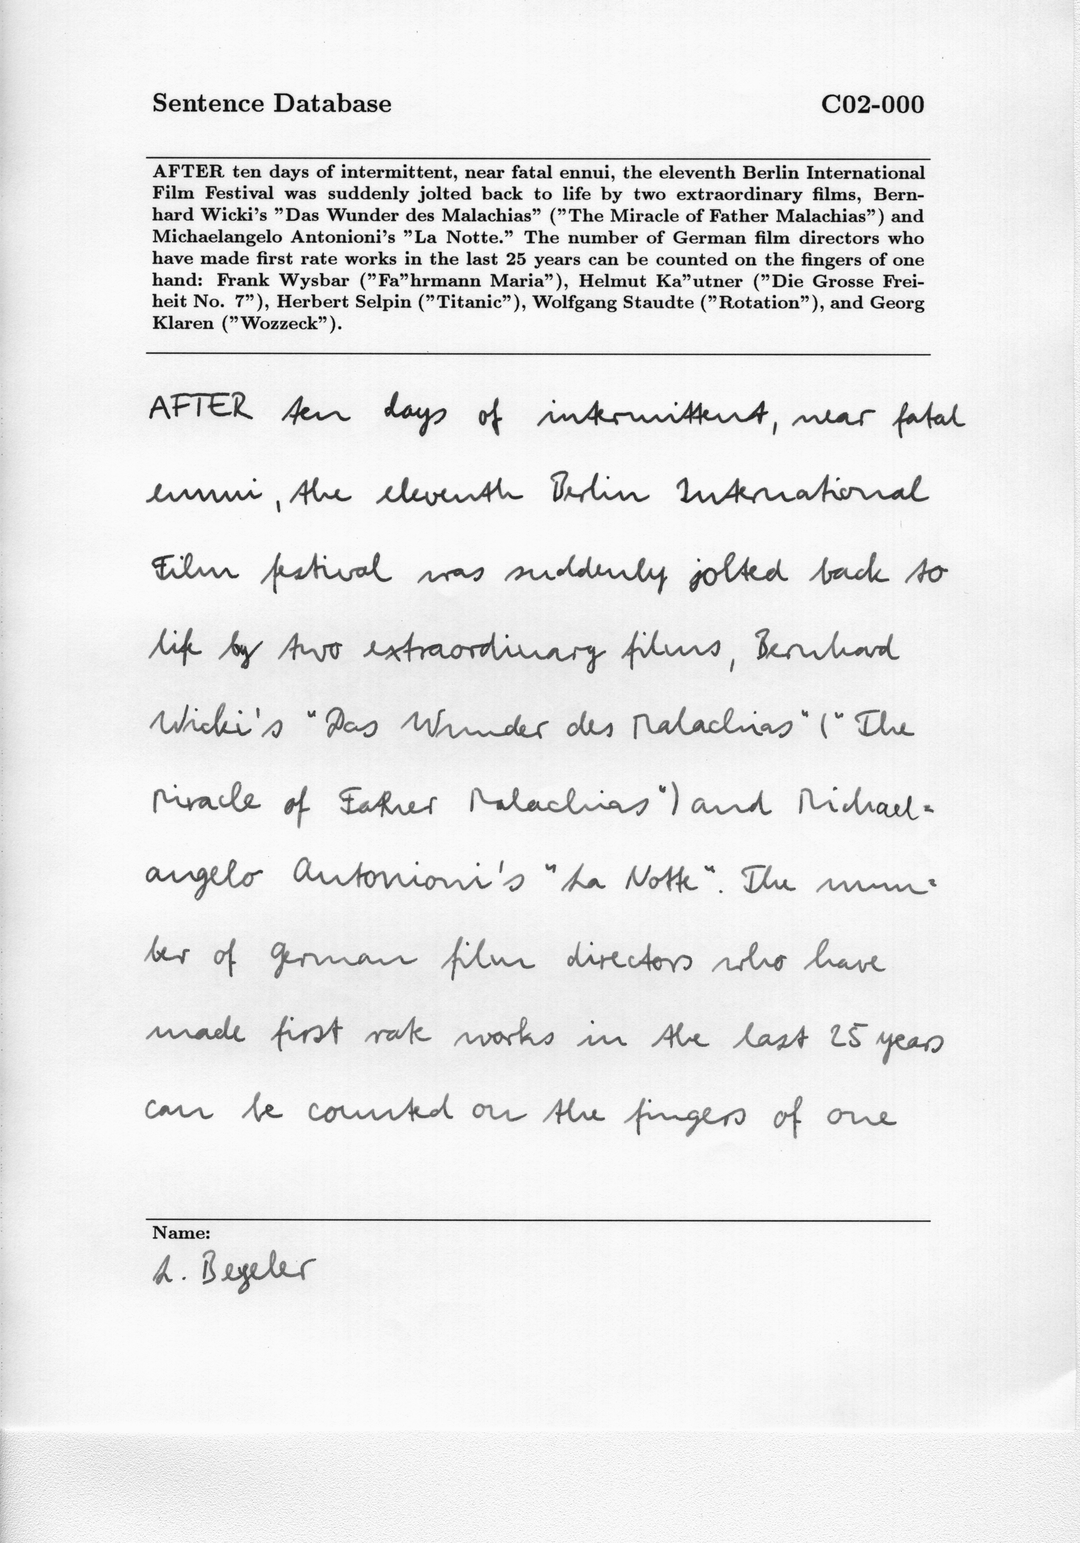 Sentence Database C02-000
AFTER ten days of intermittent, near fatal ennui, the eleventh Berlin International
Film Festival was suddenly jolted back to life by two extraordinary films, Bern-
hard Wicki's "Das Wunder des Malachias" ("The Miracle of Father Malachias") and
Michaelangelo Antonioni's "La Notte." The number of German film directors who
have made first rate works in the last 25 years can be counted on the fingers of one
hand: Frank Wysbar ("Fa"hrmann Maria"), Helmut Ka"utner ("Die Grosse Frei-
heit No. 7"), Herbert Selpin ("Titanic"), Wolfgang Staudte ("Rotation"), and Georg
Klaren ("Wozzeck").
AFTER ten days of intermittent, near fatal
ennui, the eleventh Berlin International
Film festival was suddenly jolted back to
life by two extraordinary films, Bernhard
Wicki's "Das Wunder des Malachias" ("The
Miracle of Father Malachias") and Michael-
angelo Antonioni's "La Notte". The num-
ber of German film directors who have
made first rate works in the last 25 years
can be counted on the fingers of one
Name:
L.